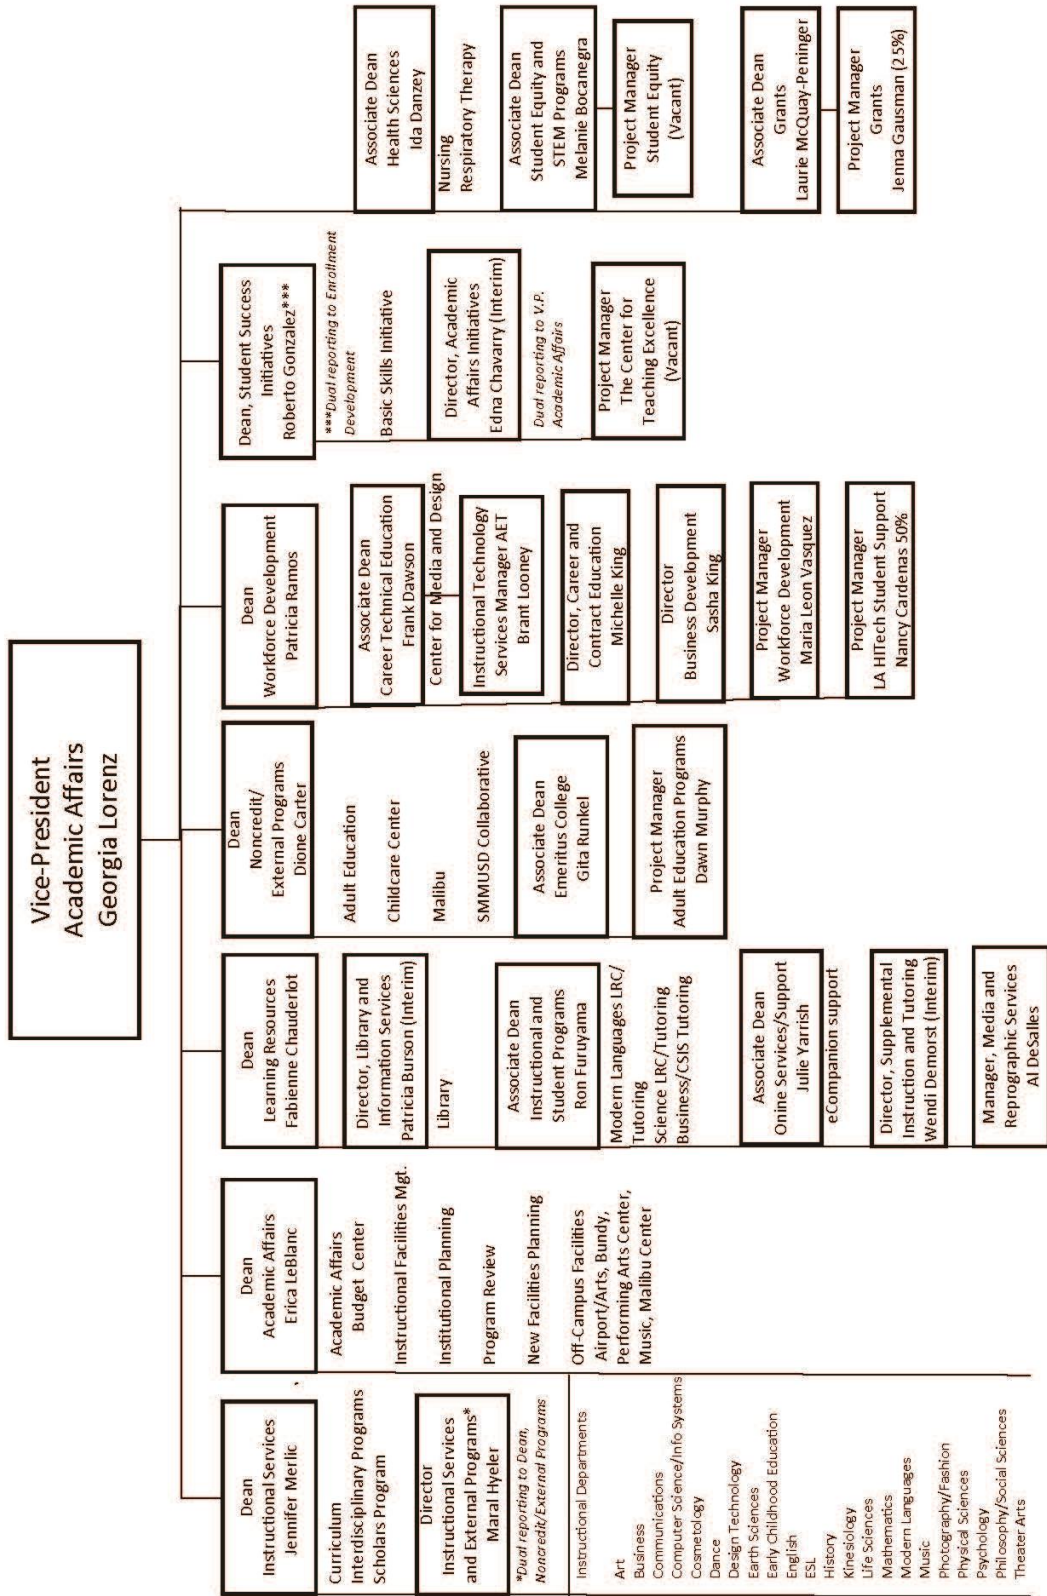 Vice-President
Academic Affairs
Georgia Lorenz
Dean
Instructional Services
Jennifer Merlic
Curriculum
Interdisciplinary Programs
Scholars Program
Director
Instructional Services
and External Programs*
Maral Hyeler
*Dual reporting to Dean,
Noncredit/External Programs
Instructional Departments
Art
Business
Communications
Computer Science/Info Systems
Cosmetology
Dance
Design Technology
Earth Sciences
Early Childhood Education
English
ESL
History
Kinesiology
Life Sciences
Mathematics
Modern Languages
Music
Photography/Fashion
Physical Sciences
Psychology
Philosophy/Social Sciences
Theater Arts
Dean
Academic Affairs
Erica LeBlanc
Academic Affairs
Budget Center
Instructional Facilities Mgt.
Institutional Planning
Program Review
New Facilities Planning
Off-Campus Facilities
Airport/Arts, Bundy,
Performing Arts Center,
Music, Malibu Center
Dean
Learning Resources
Fabienne Chauderlot
Director, Library and
Information Services
Patricia Burson (Interim)
Library
Associate Dean
Instructional and
Student Programs
Ron Furuyama
Modern Languages LRC/
Tutoring
Science LRC/Tutoring
Business/CSIS Tutoring
Associate Dean
Online Services/Support
Julie Yarrish
eCompanion support
Director, Supplemental
Instruction and Tutoring
Wendi Demorst (Interim)
Manager, Media and
Reprographic Services
Al DeSalles
Dean
Noncredit/
External Programs
Dione Carter
Adult Education
Childcare Center
Malibu
SMMUSD Collaborative
Associate Dean
Emeritus College
Gita Runkel
Project Manager
Adult Education Programs
Dawn Murphy
Dean
Workforce Development
Patricia Ramos
Associate Dean
Career Technical Education
Frank Dawson
Center for Media and Design
Instructional Technology
Services Manager AET
Brant Looney
Director, Career and
Contract Education
Michelle King
Director
Business Development
Sasha King
Project Manager
Workforce Development
Maria Leon Vasquez
Project Manager
LA HiTech Student Support
Nancy Cardenas 50%
Dean, Student Success
Initiatives
Roberto Gonzalez***
***Dual reporting to Enrollment
Development
Basic Skills Initiative
Director, Academic
Affairs Initiatives
Edna Chavarry (Interim)
Dual reporting to V.P.
Academic Affairs
Project Manager
The Center for
Teaching Excellence
(Vacant)
Associate Dean
Health Sciences
Ida Danzey
Nursing
Respiratory Therapy
Associate Dean
Student Equity and
STEM Programs
Melanie Bocanegra
Project Manager
Student Equity
(Vacant)
Associate Dean
Grants
Laurie McQuay-Peninger
Project Manager
Grants
Jenna Gausman (25%)